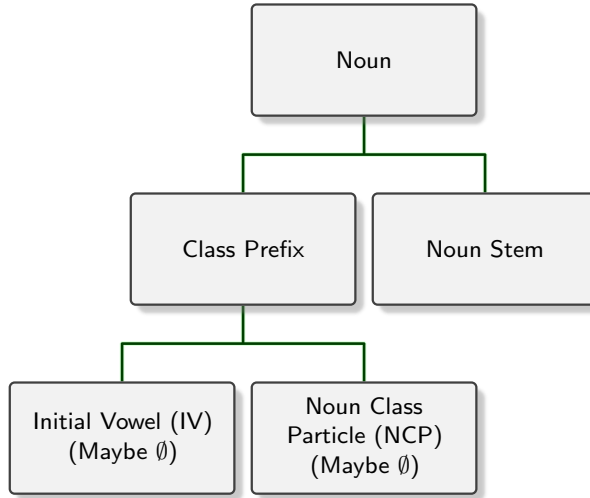 Noun
Class Prefix
Noun Stem
Initial Vowel (IV)
(Maybe ∅)
Noun Class
Particle (NCP)
(Maybe ∅)